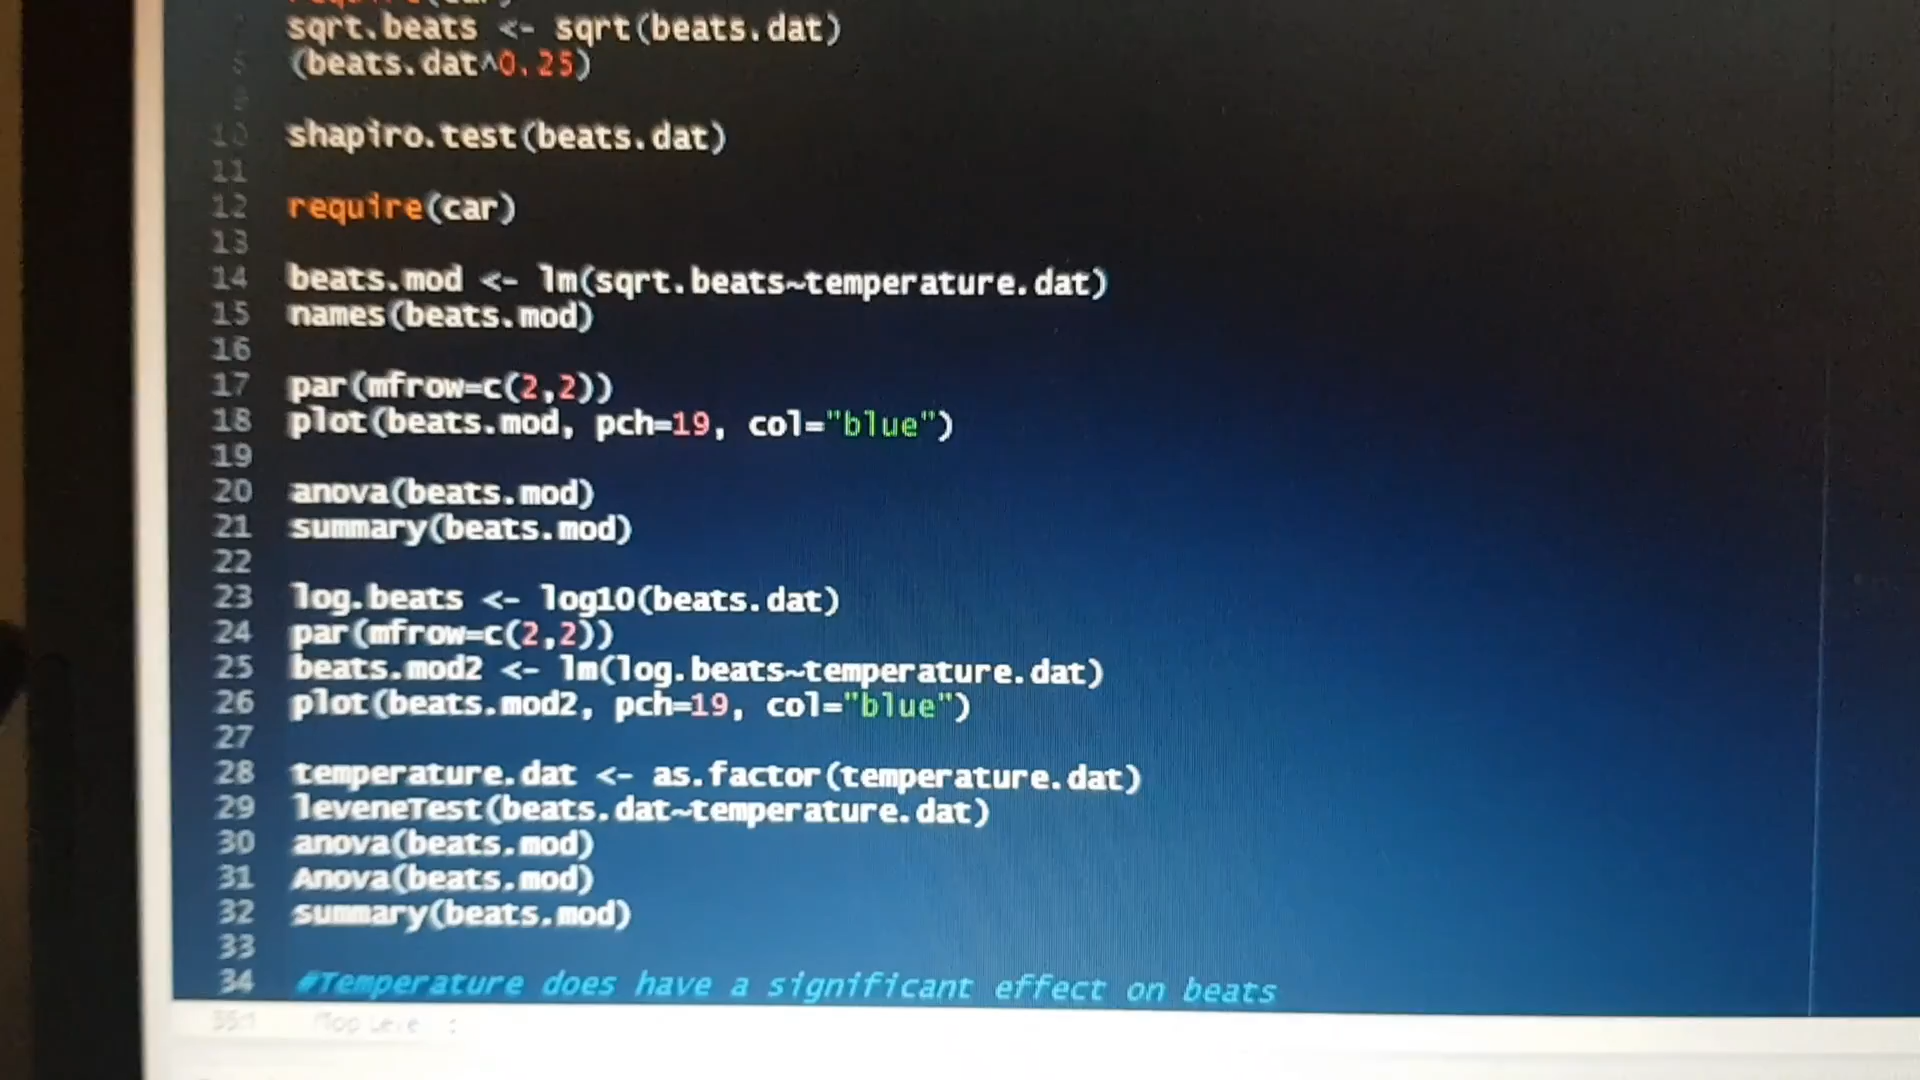 require(car)
7 sqrt.beats <- sqrt(beats.dat)
8 (beats.dat^0.25)
9
10 shapiro.test(beats.dat)
11
12 require(car)
13
14 beats.mod <- lm(sqrt.beats~temperature.dat)
15 names(beats.mod)
16
17 par(mfrow=c(2,2))
18 plot(beats.mod, pch=19, col="blue")
19
20 anova(beats.mod)
21 summary(beats.mod)
22
23 log.beats <- log10(beats.dat)
24 par(mfrow=c(2,2))
25 beats.mod2 <- lm(log.beats~temperature.dat)
26 plot(beats.mod2, pch=19, col="blue")
27
28 temperature.dat <- as.factor(temperature.dat)
29 leveneTest(beats.dat~temperature.dat)
30 anova(beats.mod)
31 Anova(beats.mod)
32 summary(beats.mod)
33
34 #Temperature does have a significant effect on beats